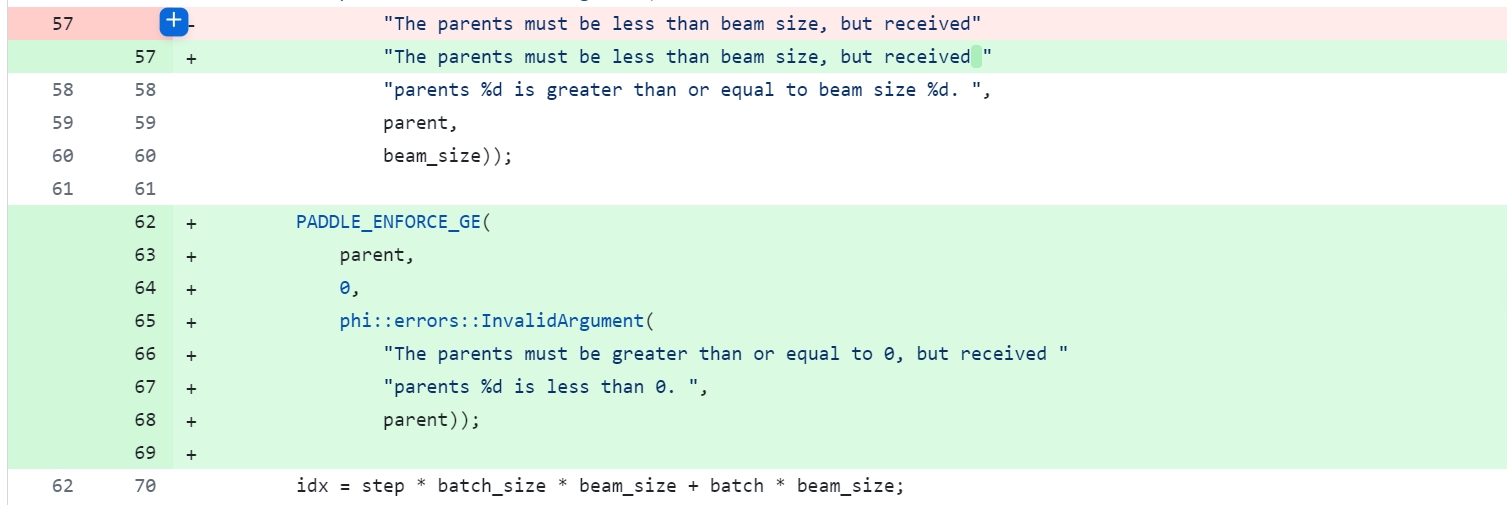 57 - "The parents must be less than beam size, but received"
57 + "The parents must be less than beam size, but received "
58 58 "parents %d is greater than or equal to beam size %d. ",
59 59 parent,
60 60 beam_size));
61 61
62 + PADDLE_ENFORCE_GE(
63 + parent,
64 + 0,
65 + phi::errors::InvalidArgument(
66 + "The parents must be greater than or equal to 0, but received "
67 + "parents %d is less than 0. ",
68 + parent));
69 +
62 70 idx = step * batch_size * beam_size + batch * beam_size;